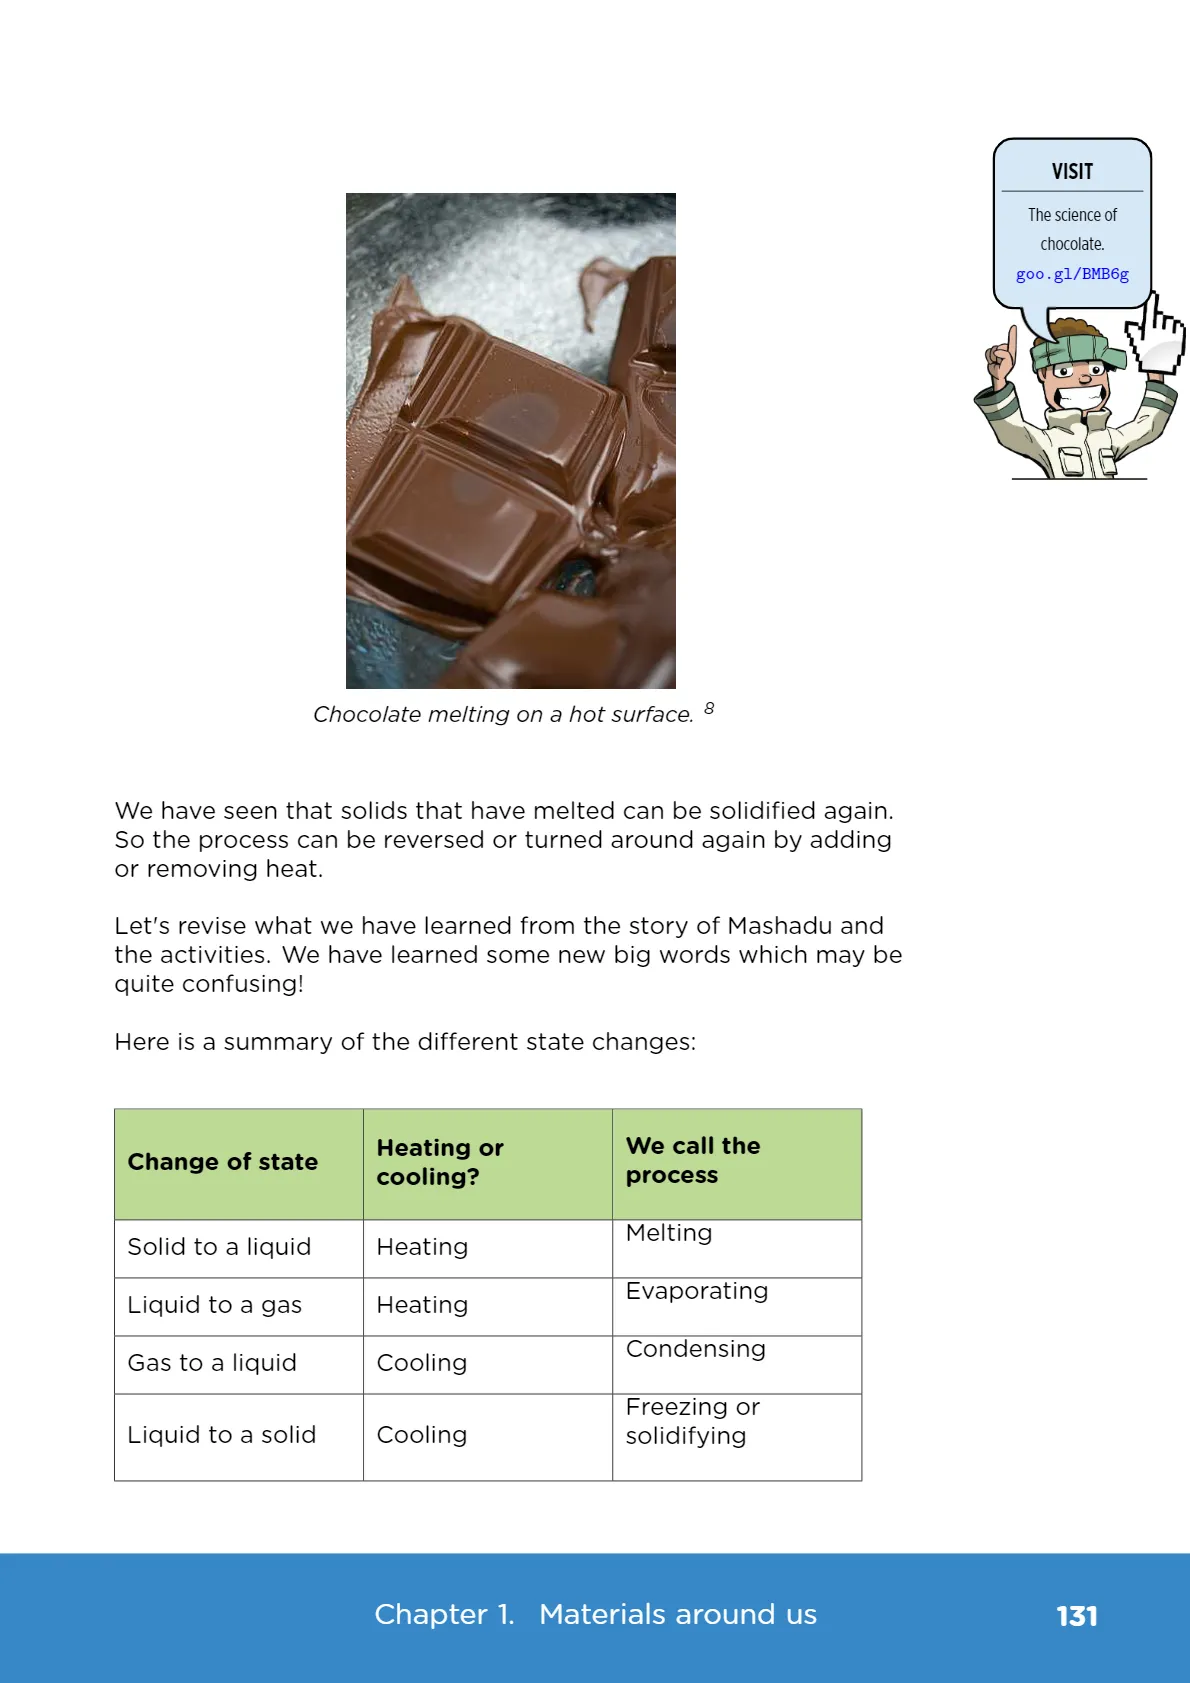 VISIT
The science of
chocolate.
goo.gl/BMB6g
Chocolate melting on a hot surface. 8
We have seen that solids that have melted can be solidified again.
So the process can be reversed or turned around again by adding
or removing heat.
Let's revise what we have learned from the story of Mashadu and
the activities. We have learned some new big words which may be
quite confusing!
Here is a summary of the different state changes:
Change of state
Heating or
cooling?
We call the
process
Solid to a liquid
Heating
Melting
Liquid to a gas
Heating
Evaporating
Gas to a liquid
Cooling
Condensing
Liquid to a solid
Cooling
Freezing or
solidifying
Chapter 1. Materials around us
131